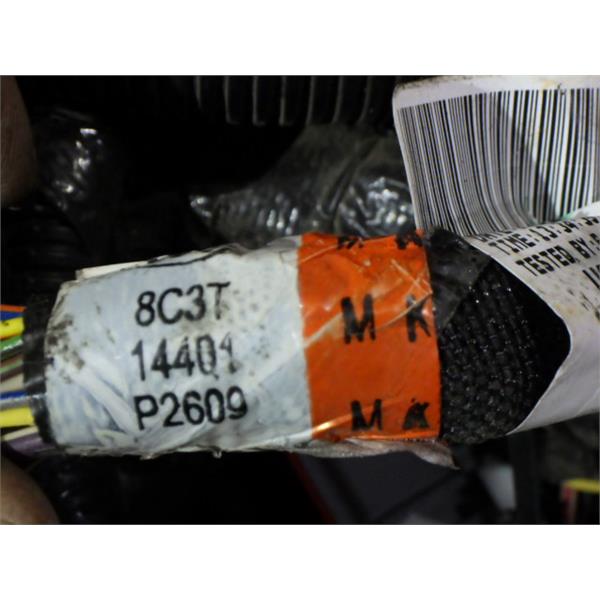 8C3T
14401
P2609
M K
M K
TESTED BY